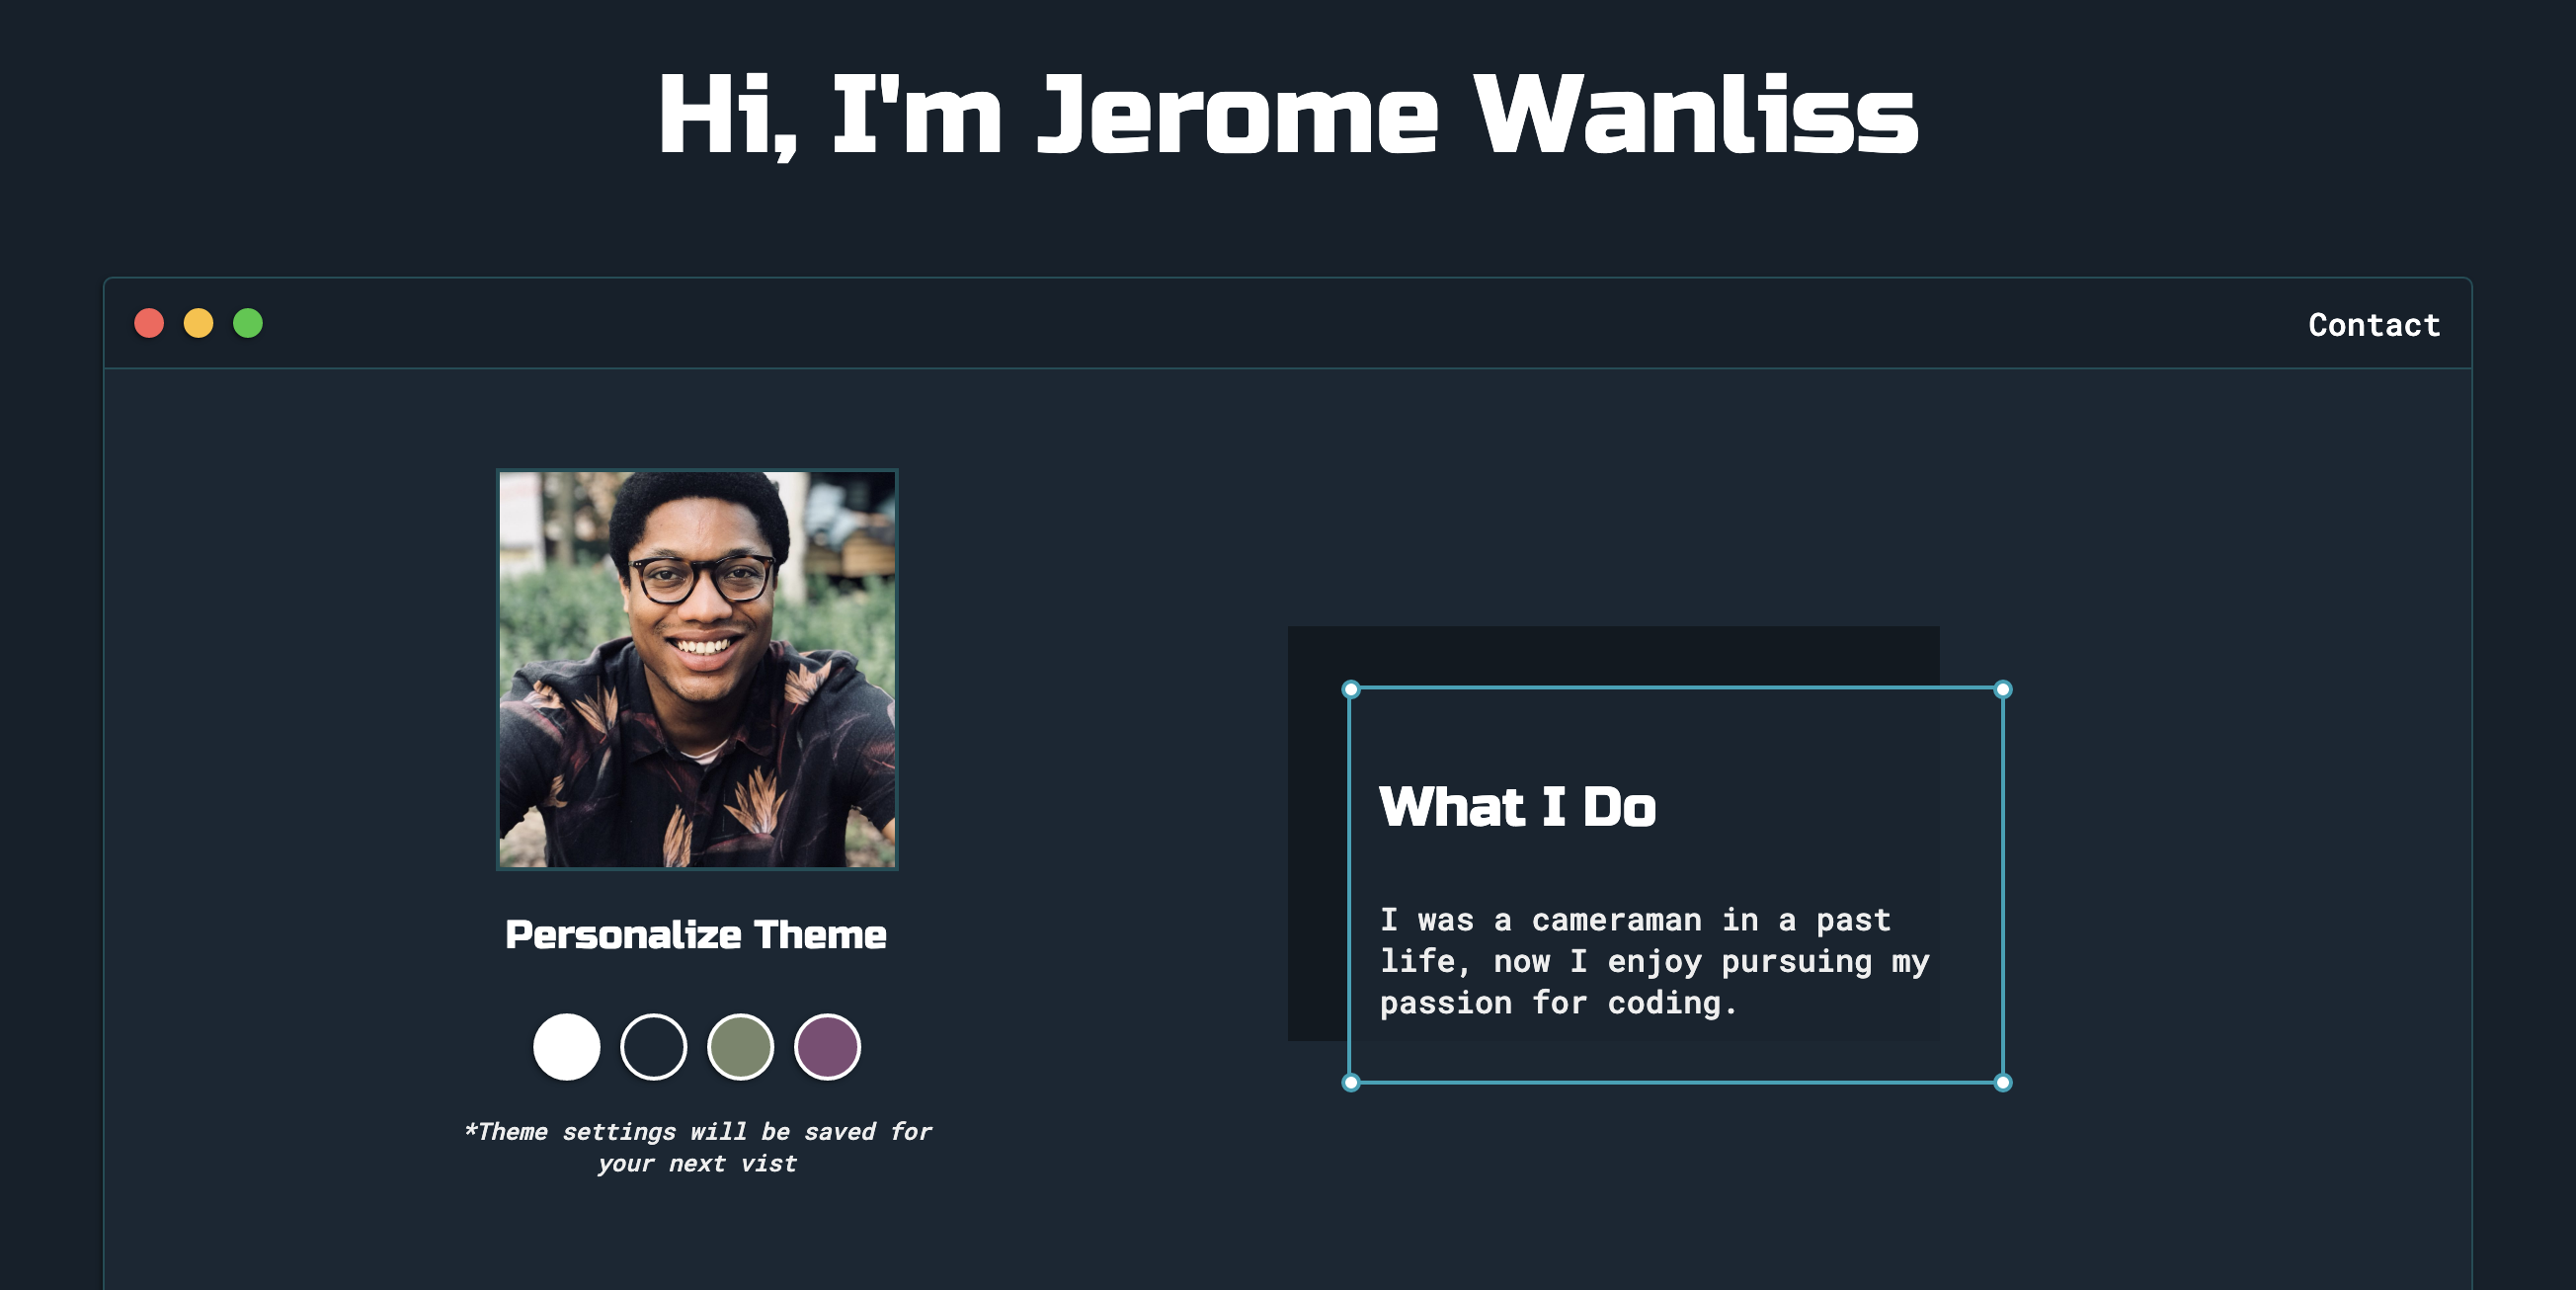 Hi, I'm Jerome Wanliss
Contact
Personalize Theme
*Theme settings will be saved for
your next vist
What I Do
I was a cameraman in a past
life, now I enjoy pursuing my
passion for coding.